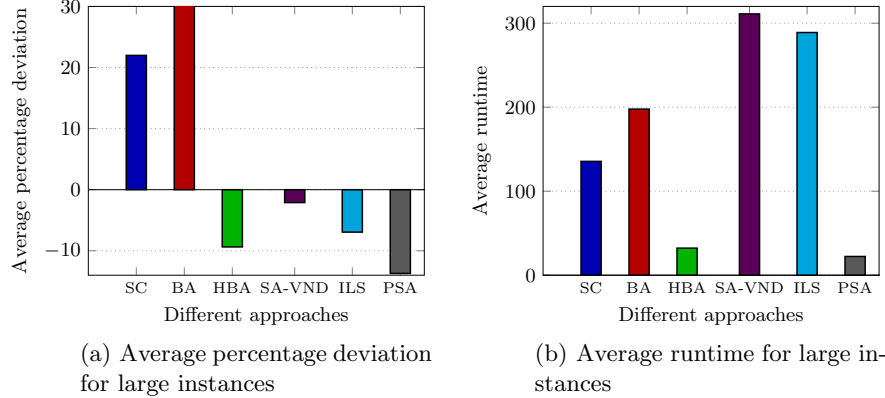 30
20
10
0
−10
Average percentage deviation
SC BA HBA SA-VND ILS PSA
Different approaches
(a) Average percentage deviation
for large instances
300
200
100
0
Average runtime
SC BA HBA SA-VND ILS PSA
Different approaches
(b) Average runtime for large in-
stances